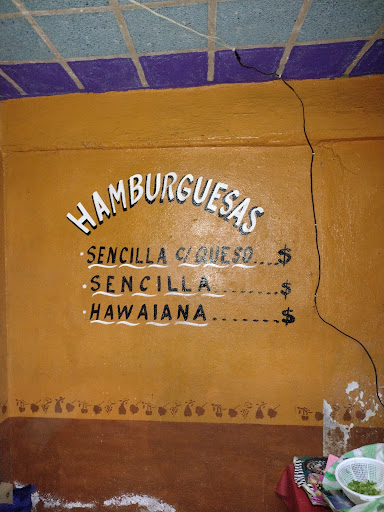 HAMBURGUESAS
· SENCILLA C/QUESO....$
· SENCILLA.........$
· HAWAIANA.........$